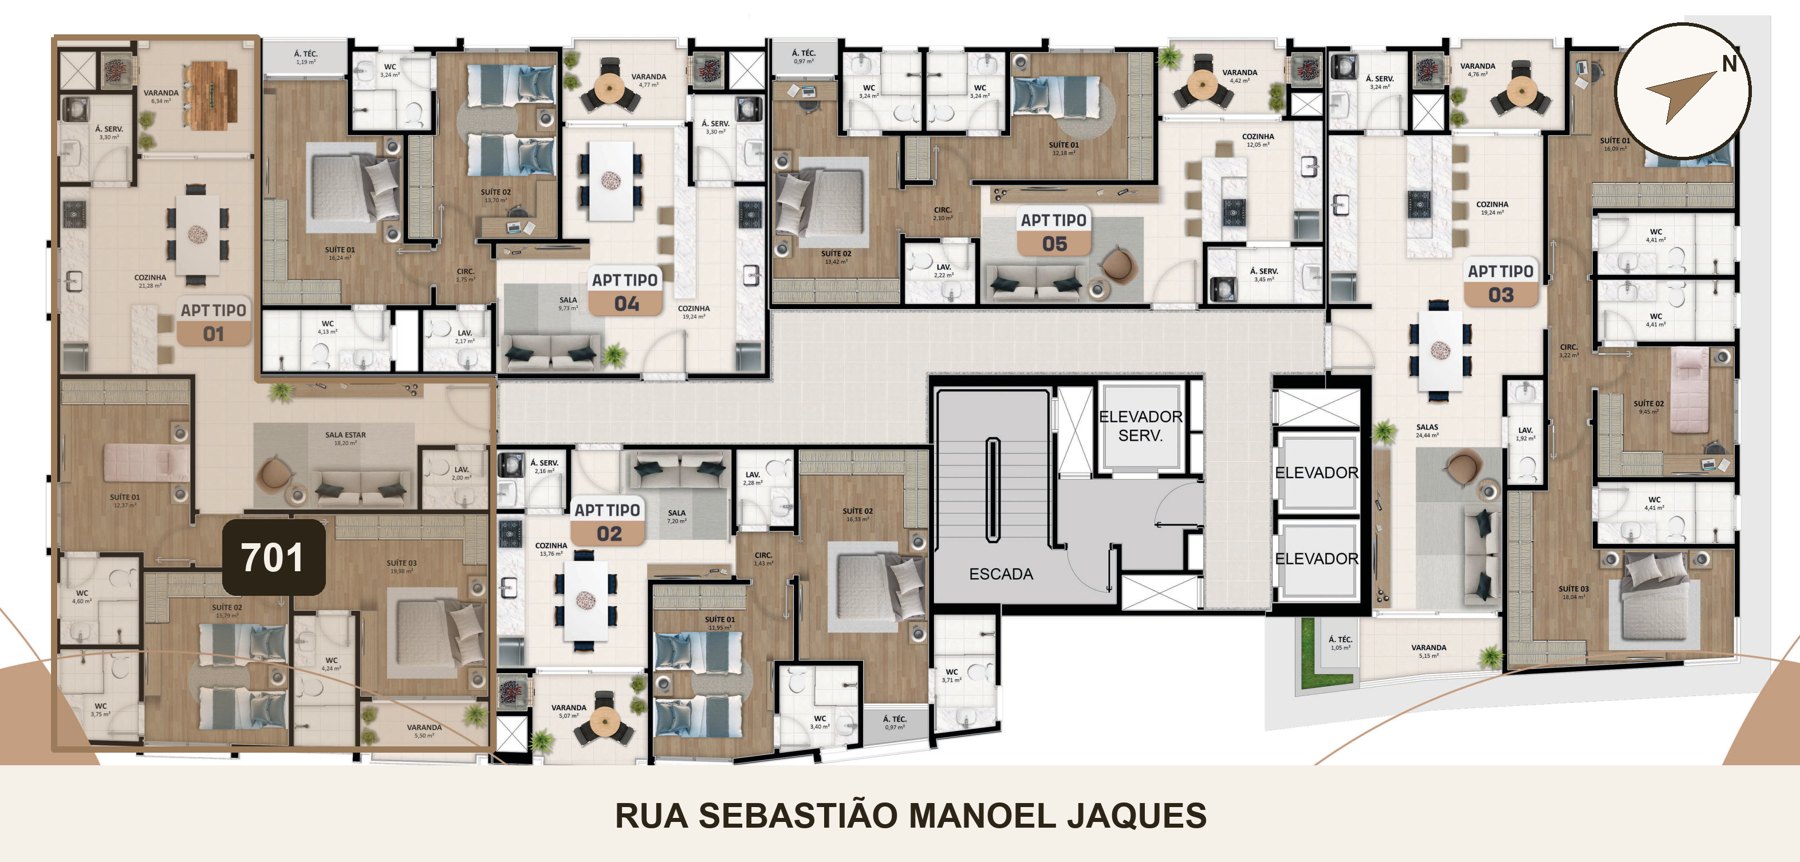 VARANDA
6,34 m²
Á. SERV.
3,30 m²
COZINHA
21,28 m²
APT TIPO
01
SALA ESTAR
18,20 m²
LAV.
2,00 m²
SUÍTE 01
12,37 m²
701
SUÍTE 03
19,98 m²
WC
4,60 m²
SUÍTE 02
15,79 m²
WC
4,24 m²
WC
3,75 m²
VARANDA
5,50 m²
Á. TÉC.
1,19 m²
WC
3,24 m²
SUÍTE 02
13,70 m²
VARANDA
4,77 m²
Á. SERV.
3,30 m²
SUÍTE 01
16,24 m²
CIRC.
1,75 m²
APT TIPO
04
SALA
9,73 m²
COZINHA
19,24 m²
WC
4,13 m²
LAV.
2,17 m²
Á. TÉC.
0,97 m²
WC
3,24 m²
WC
3,24 m²
SUÍTE 01
12,18 m²
VARANDA
4,42 m²
COZINHA
12,05 m²
CIRC.
2,10 m²
APT TIPO
05
SUÍTE 02
13,42 m²
LAV.
2,22 m²
Á. SERV.
3,45 m²
Á. SERV.
3,24 m²
VARANDA
4,76 m²
N
SUÍTE 01
16,09 m²
COZINHA
19,24 m²
WC
4,41 m²
APT TIPO
03
WC
4,41 m²
CIRC.
3,22 m²
SUÍTE 02
9,45 m²
SALAS
24,44 m²
LAV.
1,92 m²
WC
4,41 m²
SUÍTE 03
18,04 m²
Á. TÉC.
1,05 m²
VARANDA
5,15 m²
Á. SERV.
2,16 m²
APT TIPO
02
SALA
7,20 m²
LAV.
2,28 m²
SUÍTE 02
16,33 m²
COZINHA
13,76 m²
CIRC.
1,43 m²
SUÍTE 01
11,95 m²
WC
3,71 m²
VARANDA
5,07 m²
WC
3,40 m²
Á. TÉC.
0,97 m²
ELEVADOR
SERV.
ESCADA
ELEVADOR
ELEVADOR
RUA SEBASTIÃO MANOEL JAQUES